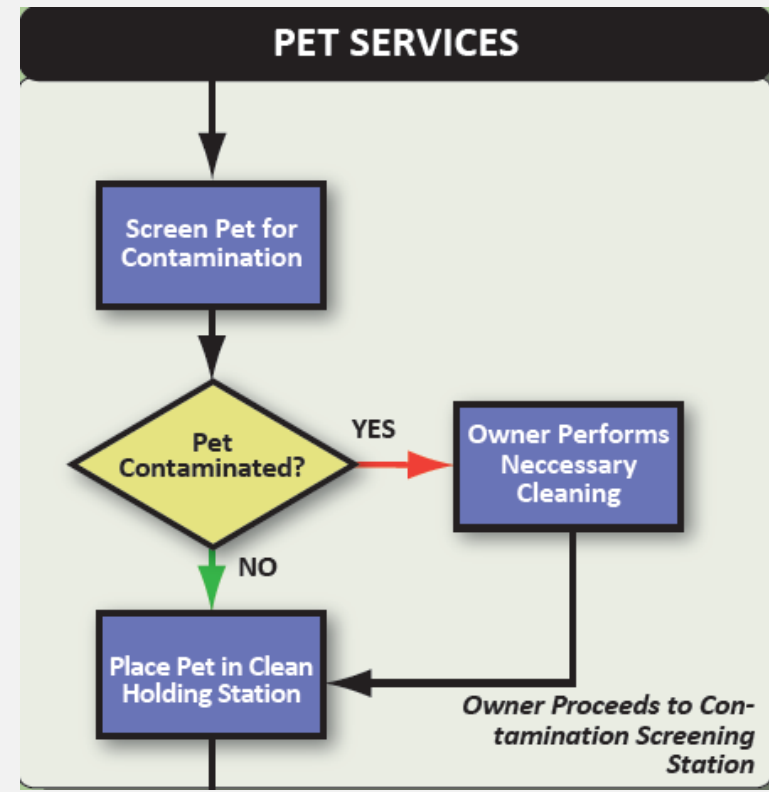 PET SERVICES
Screen Pet for
Contamination
Pet
Contaminated?
YES
Owner Performs
Neccessary
Cleaning
NO
Place Pet in Clean
Holding Station
Owner Proceeds to Con-
tamination Screening
Station